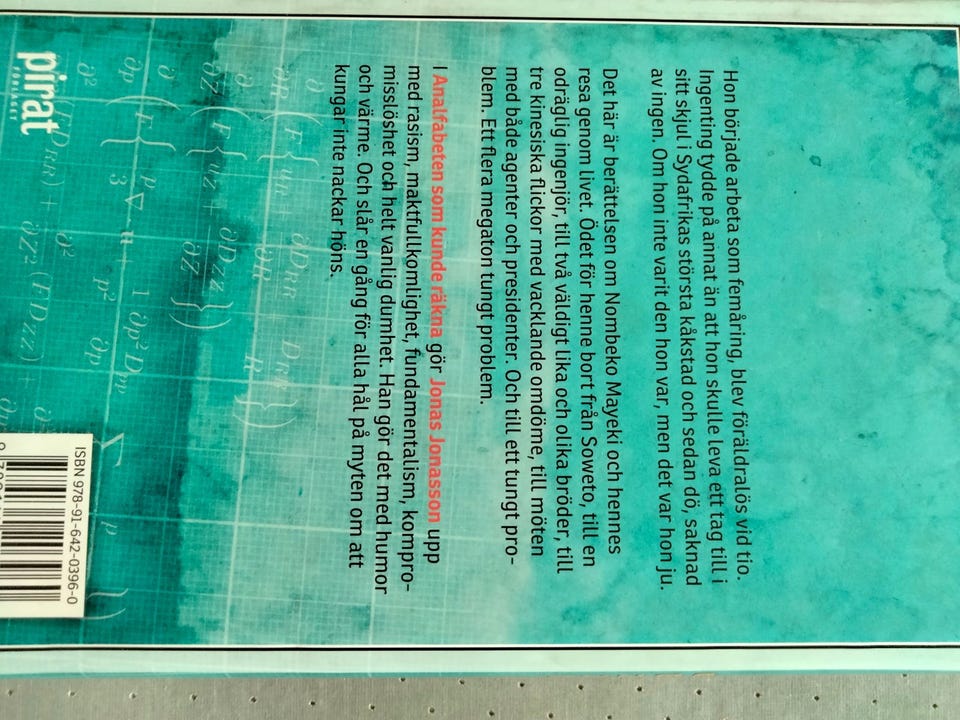 Hon började arbeta som femåring, blev föräldralös vid tio.
Ingenting tydde på annat än att hon skulle leva ett tag till i
sitt skjul i Sydafrikas största kåkstad och sedan dö, saknad
av ingen. Om hon inte varit den hon var, men det var hon ju.
Det här är berättelsen om Nombeko Mayeki och hennes
resa genom livet. Ödet för henne bort från Soweto, till en
odräglig ingenjör, till två väldigt lika och olika bröder, till
tre kinesiska flickor med vacklande omdöme, till möten
med både agenter och presidenter. Och till ett tungt pro-
blem. Ett flera megaton tungt problem.
I Analfabeten som kunde räkna gör Jonas Jonasson upp
med rasism, maktfullkomlighet, fundamentalism, kompro-
misslöshet och helt vanlig dumhet. Han gör det med humor
och värme. Och slår en gång för alla hål på myten om att
kungar inte nackar höns.
pirat
FÖRLAGET
ISBN 978-91-642-0396-0